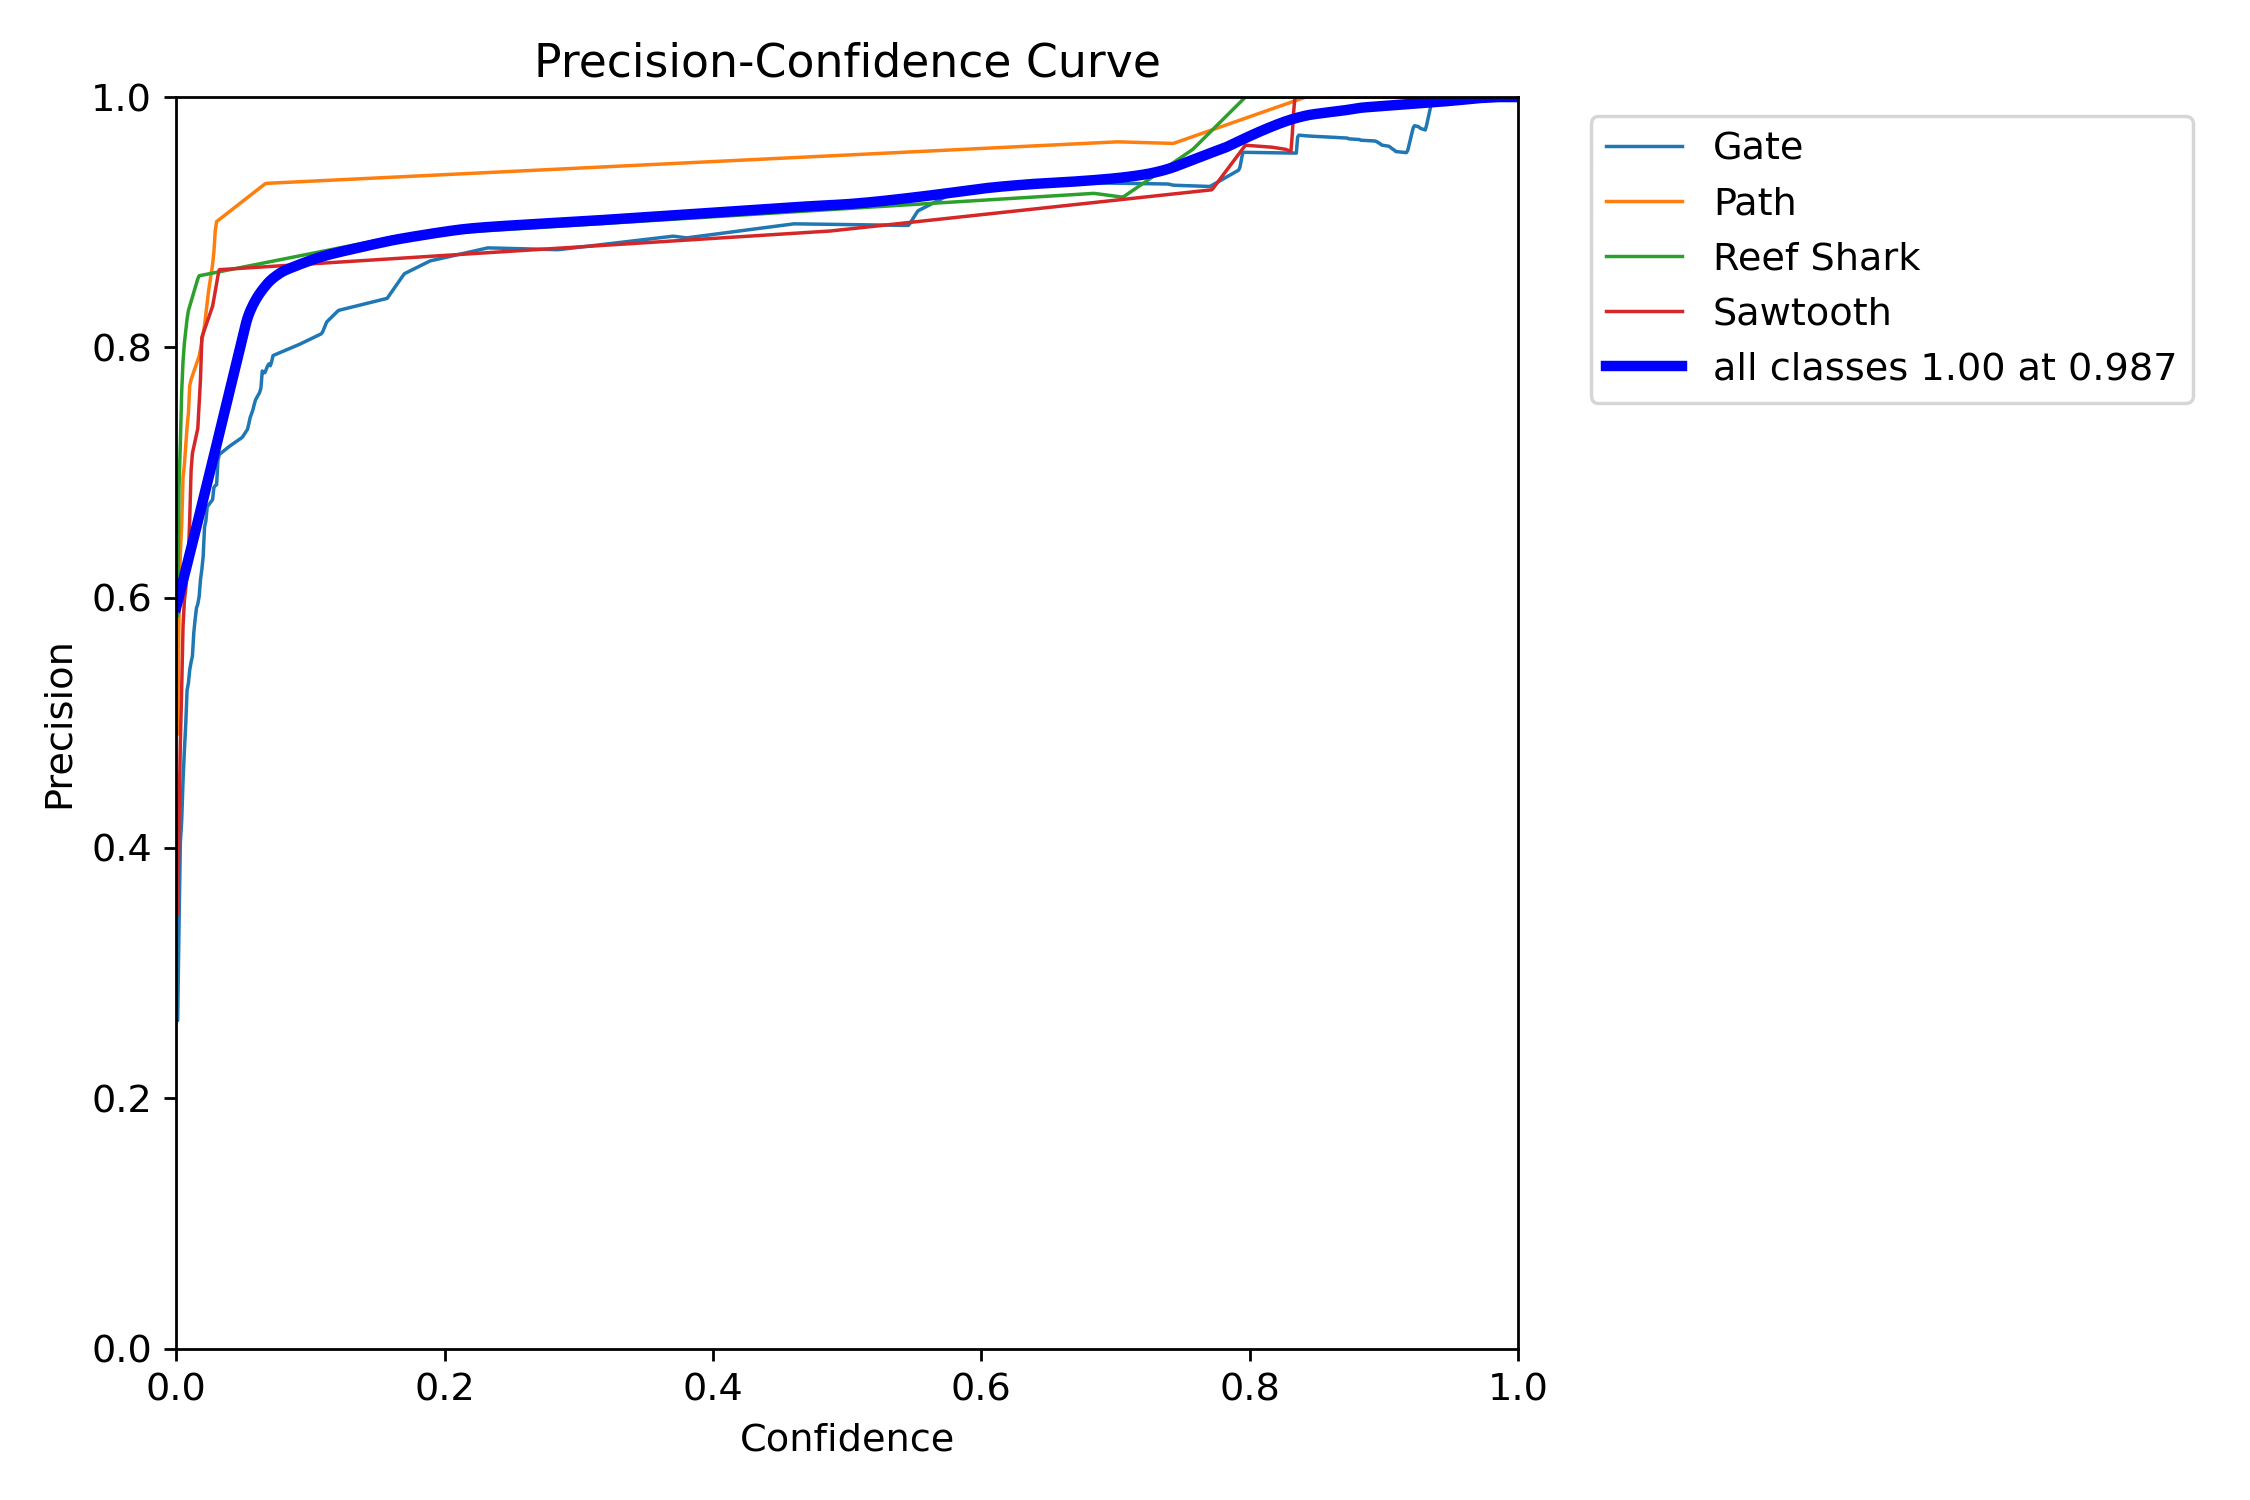 Precision-Confidence Curve
1.0
0.8
0.6
0.4
0.2
0.0
Precision
0.0 0.2 0.4 0.6 0.8 1.0
Confidence
Gate
Path
Reef Shark
Sawtooth
all classes 1.00 at 0.987